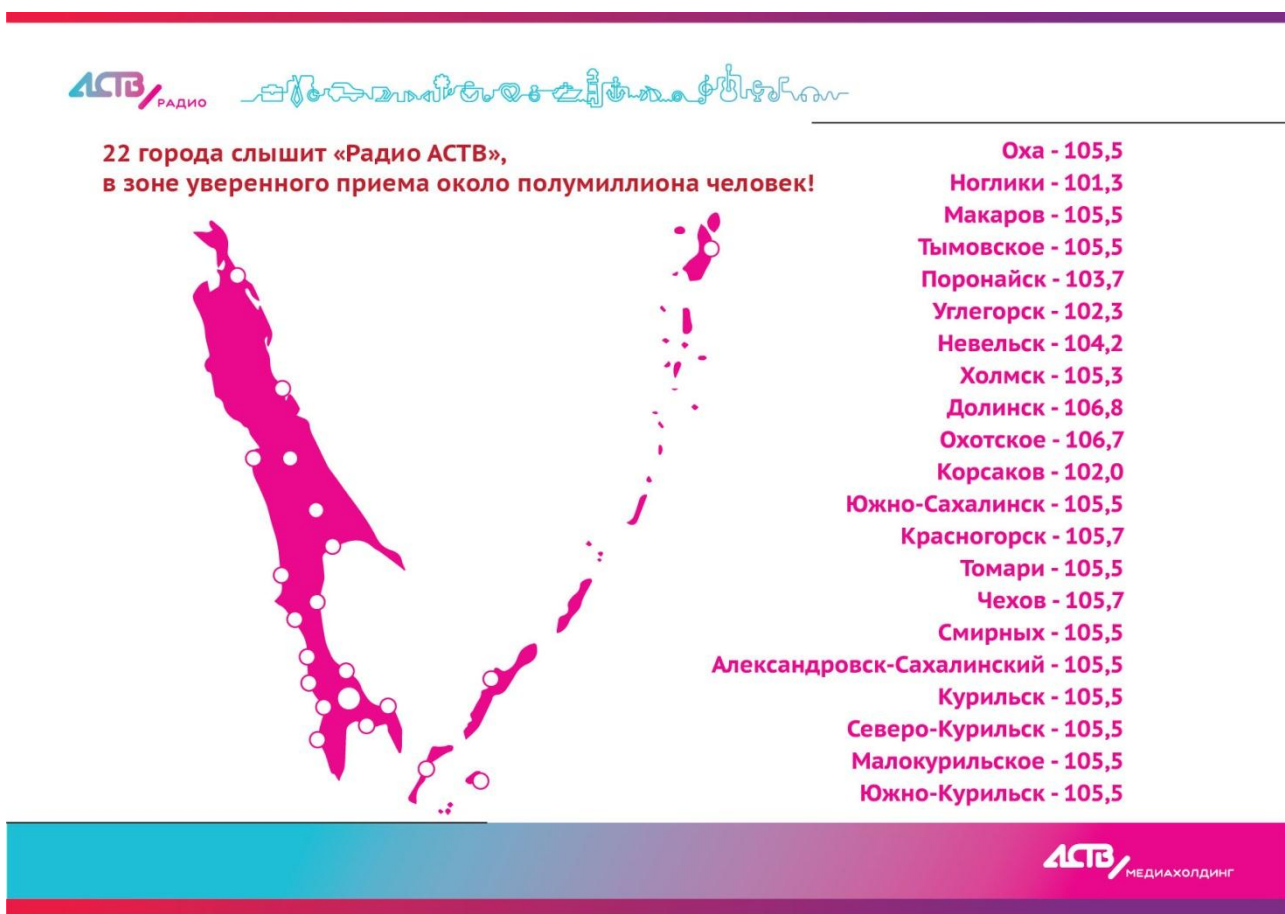 АСТВ РАДИО
22 города слышит «Радио АСТВ»,
в зоне уверенного приема около полумиллиона человек!
Оха - 105,5
Ноглики - 101,3
Макаров - 105,5
Тымовское - 105,5
Поронайск - 103,7
Углегорск - 102,3
Невельск - 104,2
Холмск - 105,3
Долинск - 106,8
Охотское - 106,7
Корсаков - 102,0
Южно-Сахалинск - 105,5
Красногорск - 105,7
Томари - 105,5
Чехов - 105,7
Смирных - 105,5
Александровск-Сахалинский - 105,5
Курильск - 105,5
Северо-Курильск - 105,5
Малокурильское - 105,5
Южно-Курильск - 105,5
АСТВ МЕДИАХОЛДИНГ